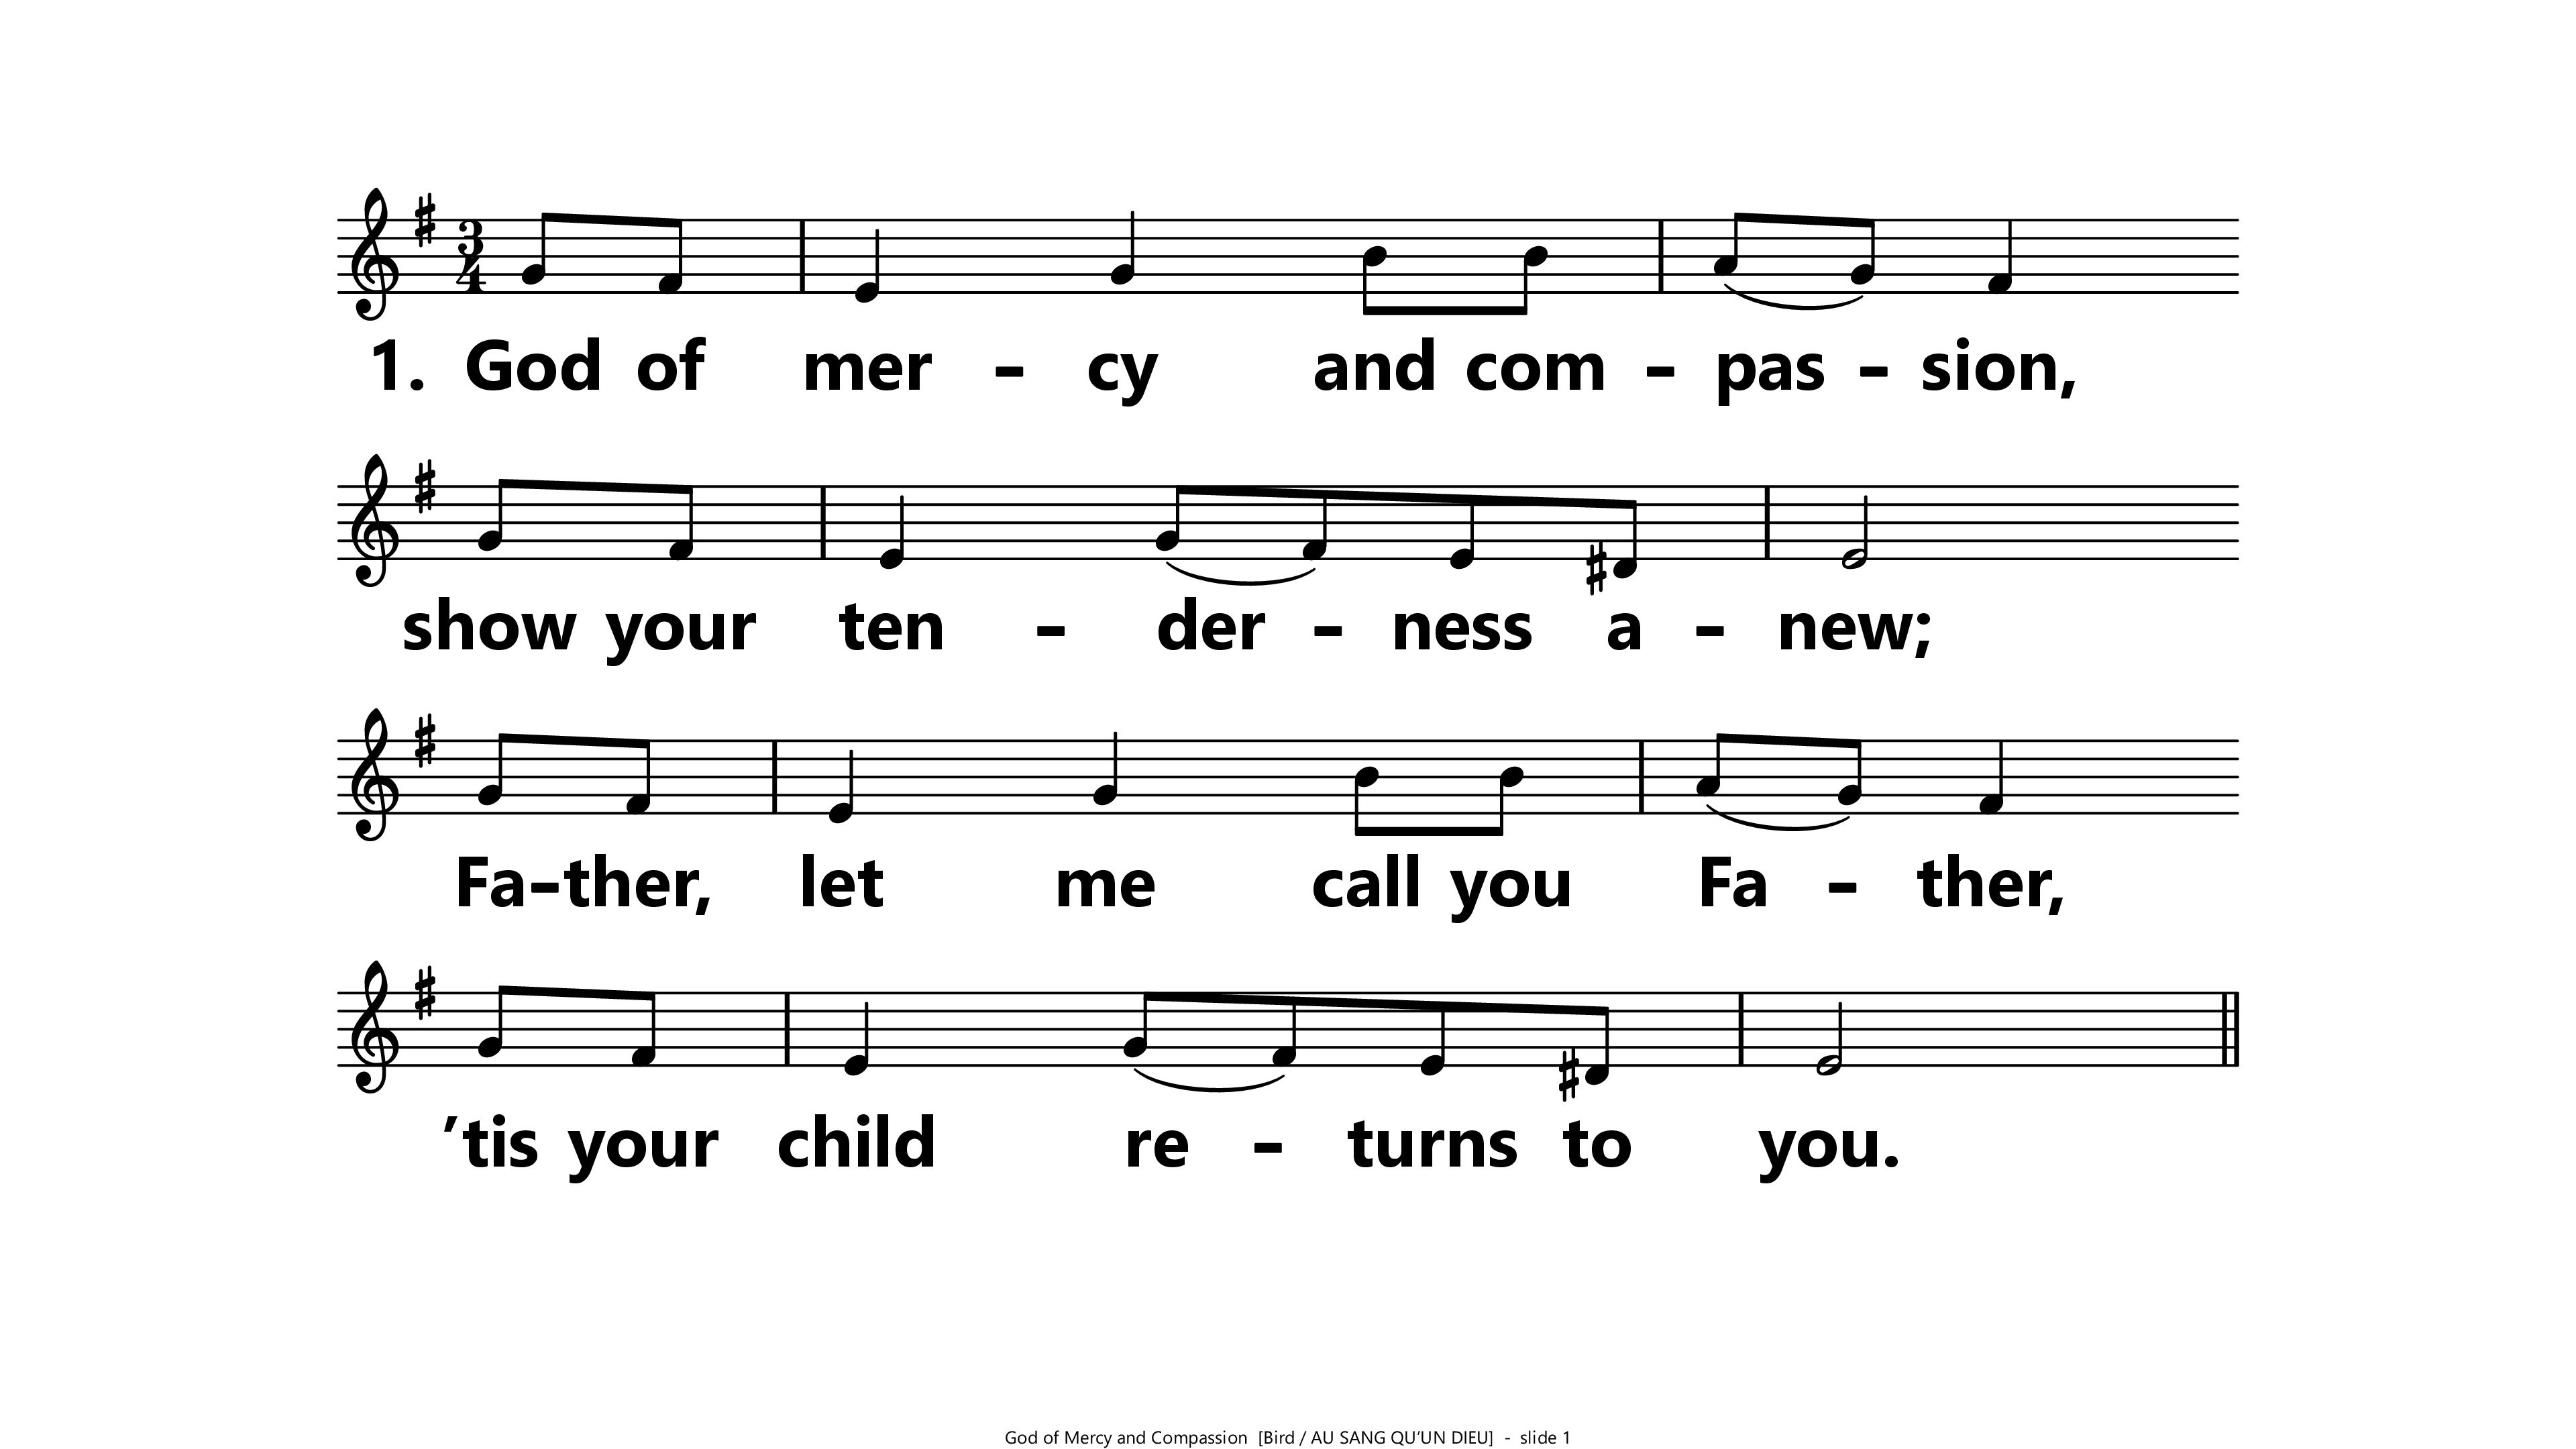 1. God of mer - cy and com - pas - sion,
show your ten - der - ness a - new;
Fa-ther, let me call you Fa - ther,
’tis your child re - turns to you.
God of Mercy and Compassion [Bird / AU SANG QU’UN DIEU] - slide 1